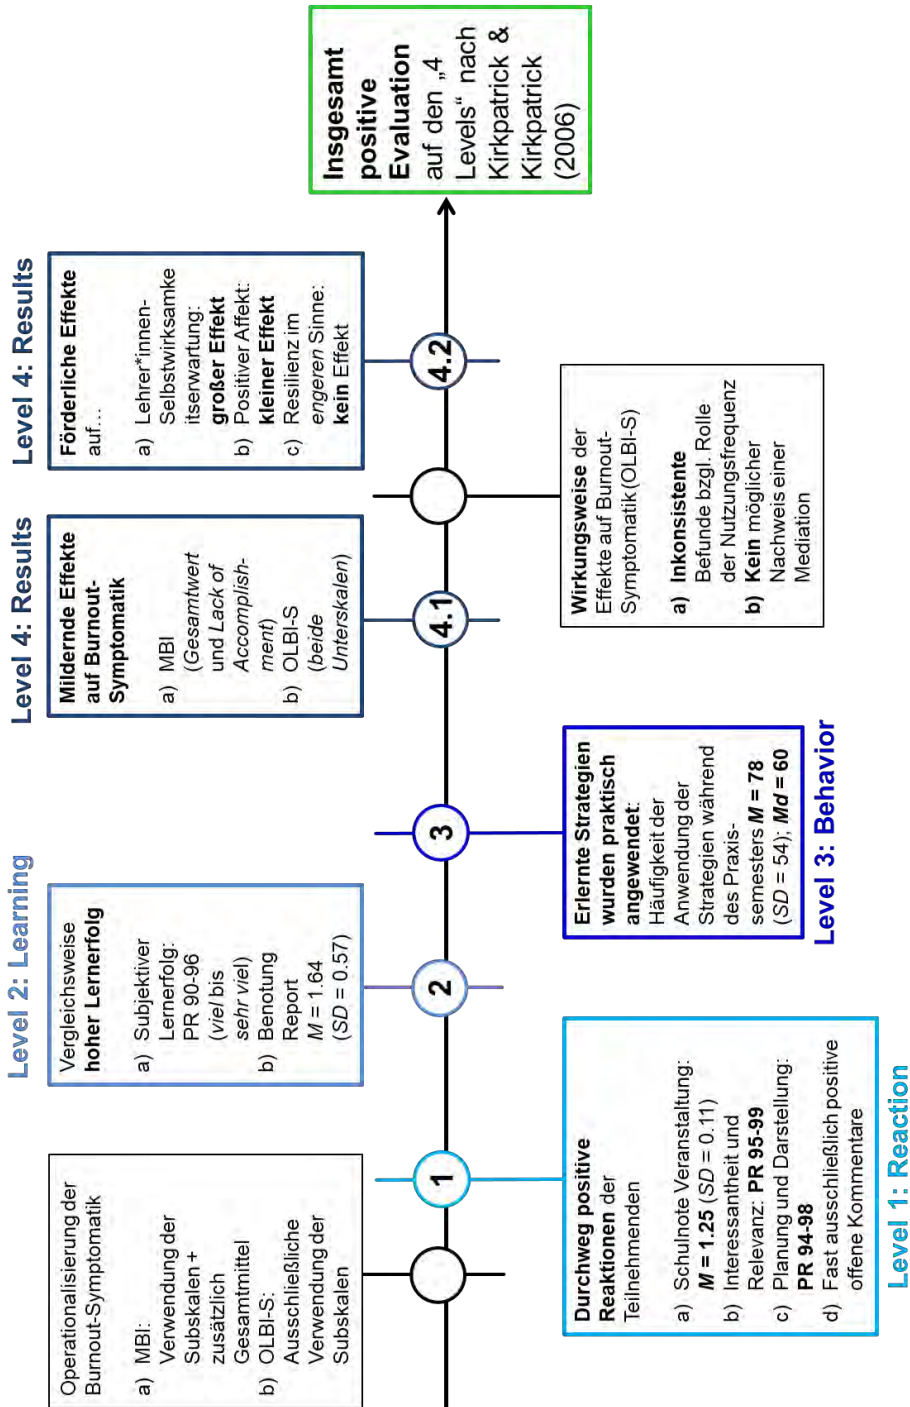 Operationalisierung der
Burnout-Symptomatik
a) MBI:
Verwendung der
Subskalen +
zusätzlich
Gesamtmittel
b) OLBI-S:
Ausschließliche
Verwendung der
Subskalen
1
Durchweg positive
Reaktionen der
Teilnehmenden
a) Schulnote Veranstaltung:
M = 1.25 (SD = 0.11)
b) Interessantheit und
Relevanz: PR 95-99
c) Planung und Darstellung:
PR 94-98
d) Fast ausschließlich positive
offene Kommentare
Level 1: Reaction
Level 2: Learning
Vergleichsweise
hoher Lernerfolg
a) Subjektiver
Lernerfolg:
PR 90-96
(viel bis
sehr viel)
b) Benotung
Report
M = 1.64
(SD = 0.57)
2
3
Erlernte Strategien
wurden praktisch
angewendet:
Häufigkeit der
Anwendung der
Strategien während
des Praxis-
semesters M = 78
(SD = 54); Md = 60
Level 3: Behavior
Level 4: Results
Mildernde Effekte
auf Burnout-
Symptomatik
a) MBI
(Gesamtwert
und Lack of
Accomplish-
ment)
b) OLBI-S
(beide
Unterskalen)
4.1
Wirkungsweise der
Effekte auf Burnout-
Symptomatik (OLBI-S)
a) Inkonsistente
Befunde bzgl. Rolle
der Nutzungsfrequenz
b) Kein möglicher
Nachweis einer
Mediation
Level 4: Results
Förderliche Effekte
auf...
a) Lehrer*innen-
Selbstwirksamke
itserwartung:
großer Effekt
b) Positiver Affekt:
kleiner Effekt
c) Resilienz im
engeren Sinne:
kein Effekt
4.2
Insgesamt
positive
Evaluation
auf den „4
Levels“ nach
Kirkpatrick &
Kirkpatrick
(2006)